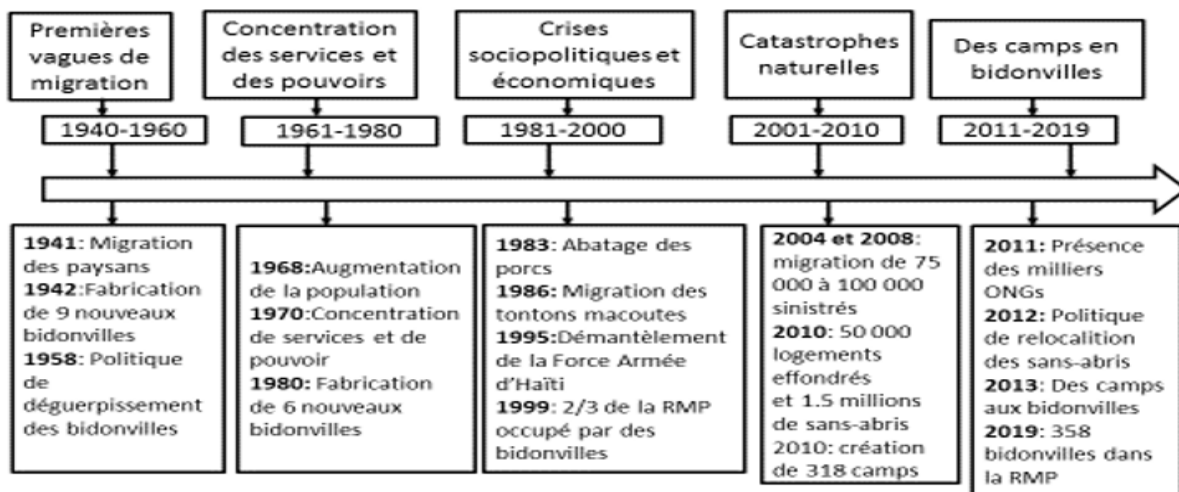 Premières
vagues de
migration
Concentration
des services et
des pouvoirs
Crises
sociopolitiques et
économiques
Catastrophes
naturelles
Des camps en
bidonvilles
1940-1960
1961-1980
1981-2000
2001-2010
2011-2019
1941: Migration
des paysans
1942:Fabrication
de 9 nouveaux
bidonvilles
1958: Politique
de
déguerpissement
des bidonvilles
1968:Augmentation
de la population
1970:Concentration
de services et de
pouvoir
1980: Fabrication
de 6 nouveaux
bidonvilles
1983: Abatage des
porcs
1986: Migration des
tontons macoutes
1995:Démantèlement
de la Force Armée
d'Haïti
1999: 2/3 de la RMP
occupé par des
bidonvilles
2004 et 2008:
migration de 75
000 à 100 000
sinistrés
2010: 50 000
logements
effondrés
et 1.5 millions
de sans-abris
2010: création
de 318 camps
2011: Présence
des milliers
ONGs
2012: Politique
de relocalition
des sans-abris
2013: Des camps
aux bidonvilles
2019: 358
bidonvilles dans
la RMP